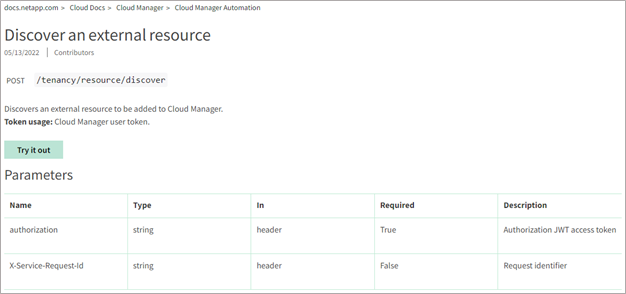 docs.netapp.com > Cloud Docs > Cloud Manager > Cloud Manager Automation
Discover an external resource
05/13/2022 | Contributors
POST /tenancy/resource/discover
Discovers an external resource to be added to Cloud Manager.
Token usage: Cloud Manager user token.
Try it out
Parameters
Name Type In Required Description
authorization string header True Authorization JWT access token
X-Service-Request-Id string header False Request identifier